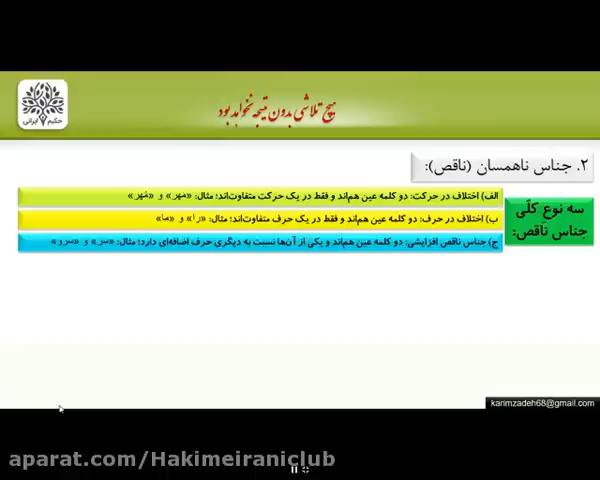 حکیم ایرانی
هیچ تلاشی بدون نتیجه نخواهد بود
۲. جناس ناهمسان (ناقص):
سه نوع کلّی
جناس ناقص:
الف) اختلاف در حرکت: دو کلمه عین هم‌اند و فقط در یک حرکت متفاوت‌اند؛ مثال: «مِهر» و «مُهر»
ب) اختلاف در حرف: دو کلمه عین هم‌اند و فقط در یک حرف متفاوت‌اند؛ مثال: «را» و «ما»
ج) جناس ناقص افزایشی: دو کلمه عین هم‌اند و یکی از آن‌ها نسبت به دیگری حرف اضافه‌ای دارد؛ مثال: «سر» و «سرو»
karimzadeh68@gmail.com
aparat.com/Hakimeiraniclub